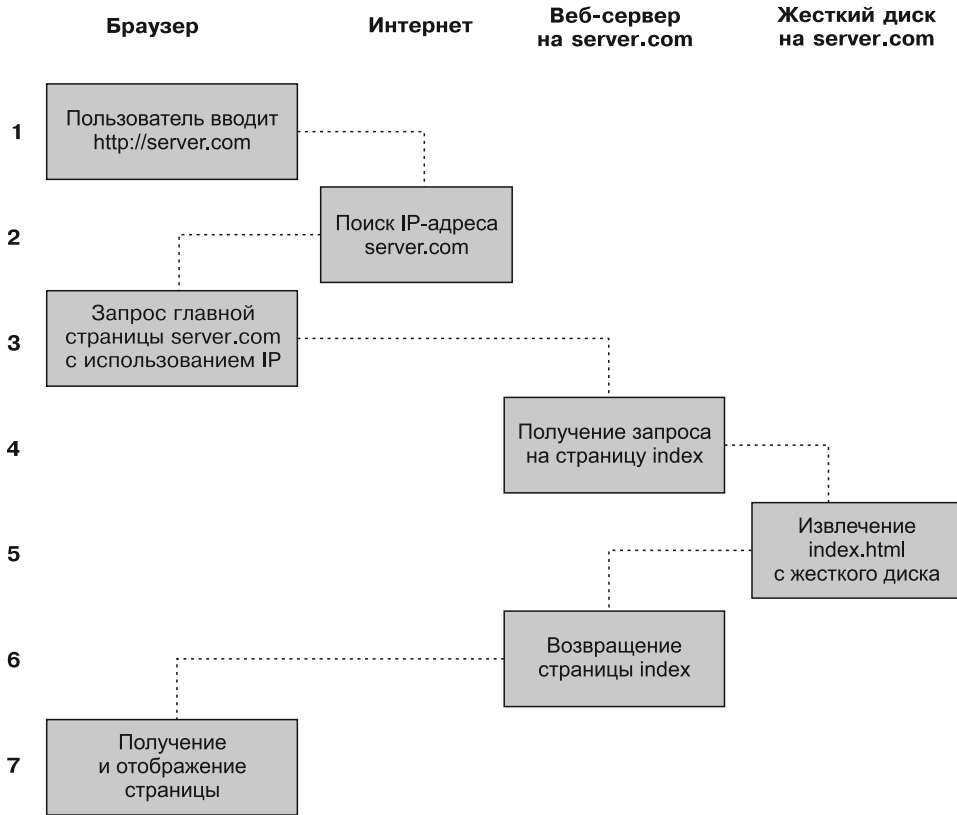 Браузер
Интернет
Веб-сервер
на server.com
Жесткий диск
на server.com
1
Пользователь вводит
http://server.com
2
Поиск IP-адреса
server.com
3
Запрос главной
страницы server.com
с использованием IP
4
Получение запроса
на страницу index
5
Извлечение
index.html
с жесткого диска
6
Возвращение
страницы index
7
Получение
и отображение
страницы